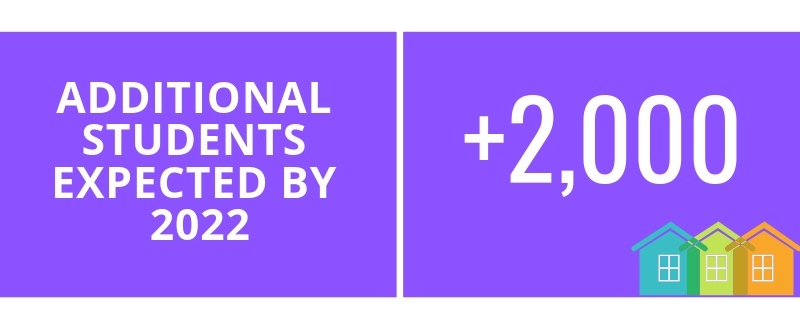 ADDITIONAL
STUDENTS
EXPECTED BY
2022
+2,000